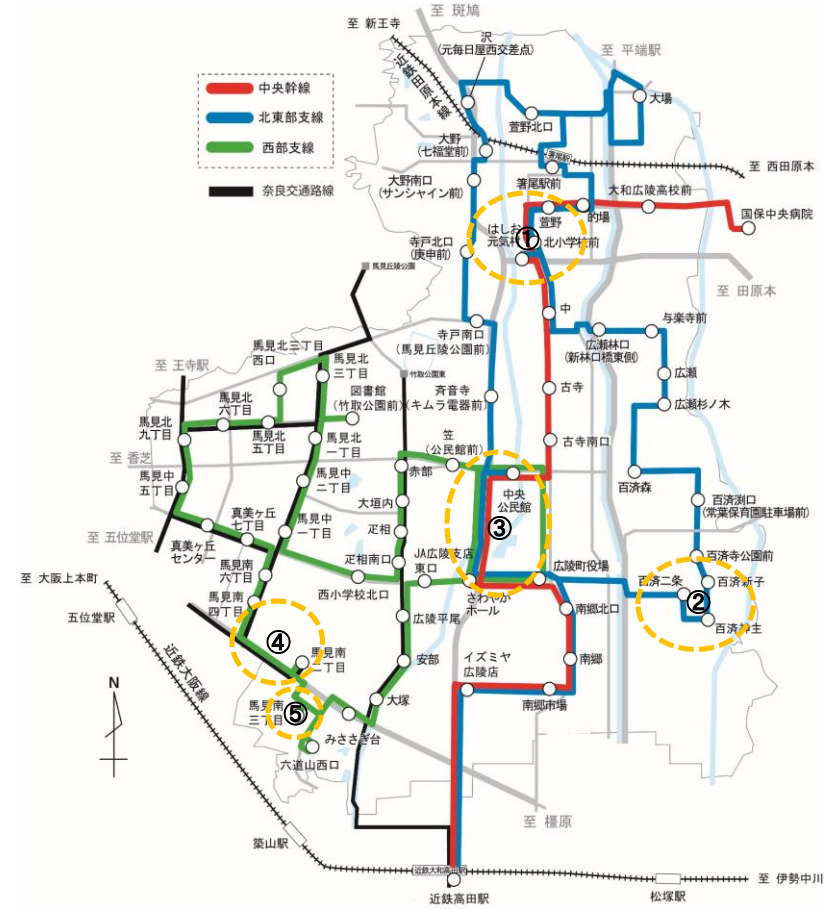 至 斑鳩
至 新王寺
沢
(元毎日屋西交差点)
至 平端駅
近鉄田原本線
中央幹線
北東部支線
西部支線
奈良交通路線
大場
萱野北口
大野
(七福堂前)
箸尾駅
至 西田原本
大野南口
(サンシャイン前)
箸尾駅前
大和広陵高校前
萱野
的場
国保中央病院
はしお
元気村
①
北小学校前
寺戸北口
(庚申前)
馬見丘陵公園
至 田原本
中
与楽寺前
寺戸南口
(馬見丘陵公園前)
広瀬林口
(新林口橋東側)
馬見北三丁目
西口
馬見北
三丁目
至 王寺駅
竹取公園東
広瀬
図書館
(竹取公園前)
斉音寺
(キムラ電器前)
古寺
広瀬杉ノ木
馬見北
六丁目
馬見北
九丁目
馬見北
五丁目
馬見北
一丁目
笠
(公民館前)
古寺南口
至 香芝
赤部
馬見中
五丁目
馬見中
二丁目
中央
公民館
百済森
百済渕口
(常葉保育園駐車場前)
大垣内
真美ヶ丘
七丁目
馬見中
一丁目
③
疋相
至 五位堂駅
真美ヶ丘
センター
疋相南口
JA広陵支店
東口
広陵町役場
百済寺公園前
馬見南
六丁目
西小学校北口
百済二条
百済新子
至 大阪上本町
さわやか
ホール
②
馬見南
四丁目
広陵平尾
南郷北口
百済神主
五位堂駅
④
馬見南
二丁目
安部
イズミヤ
広陵店
南郷
近鉄大阪線
N
馬見南
三丁目
⑤
大塚
南郷市場
みささぎ台
六道山西口
至 橿原
築山駅
近鉄大和高田駅
至 伊勢中川
近鉄高田駅
松塚駅